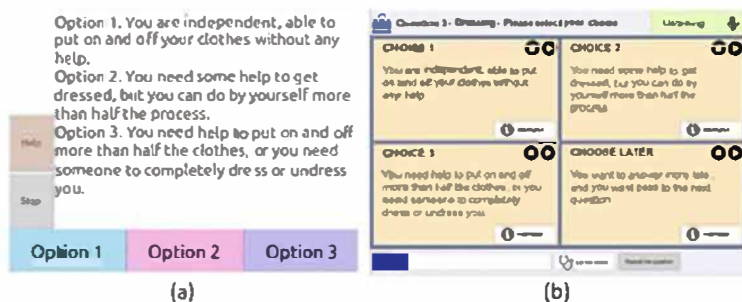 Option 1. You are independent, able to
put on and off your clothes without any
help.
Option 2. You need some help to get
dressed, but you can do by yourself more
than half the process.
Option 3. You need help to put on and off
more than half the clothes, or you need
someone to completely dress or undress
you.
Help
Stop
Option 1 Option 2 Option 3
(a)
Question 3 - Dressing - Please select your choice
CHOICE 1
You are independent, able to put
on and off your clothes without
any help
CHOICE 2
You need some help to get
dressed, but you can do by
yourself more than half the
process
CHOICE 3
You need help to put on and off
more than half the clothes, or you
need someone to completely
dress or undress you
CHOOSE LATER
You want to answer more late,
and you want pass to the next
question
(b)